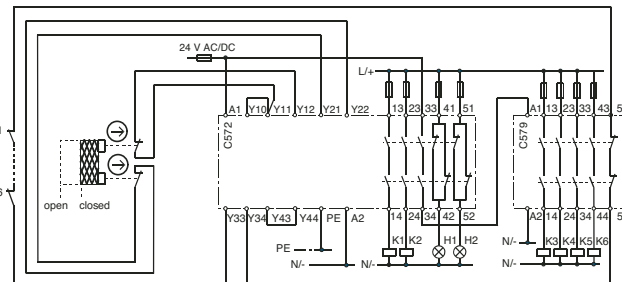 24 V AC/DC
L/+
13 23 33 41 51
A1 Y10 Y11 Y12 Y21 Y22
A1 13 23 33 43 5
C572
C579
open closed
Y33 Y34 Y43 Y44 PE A2
14 24 34 42 52
A2 14 24 34 44 5
K1 K2 H1 H2
N/- K3 K4 K5 K6
PE
N/- N/- N/-